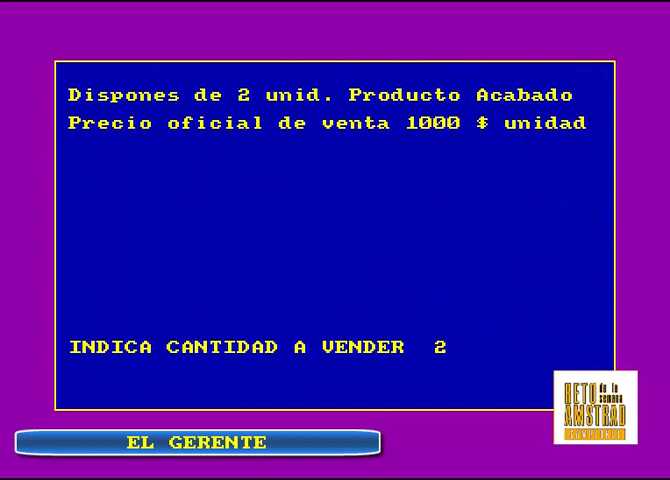 Dispones de 2 unid. Producto Acabado
Precio oficial de venta 1000 $ unidad
INDICA CANTIDAD A VENDER 2
RETO de la semana
AMSTRAD
EL GERENTE